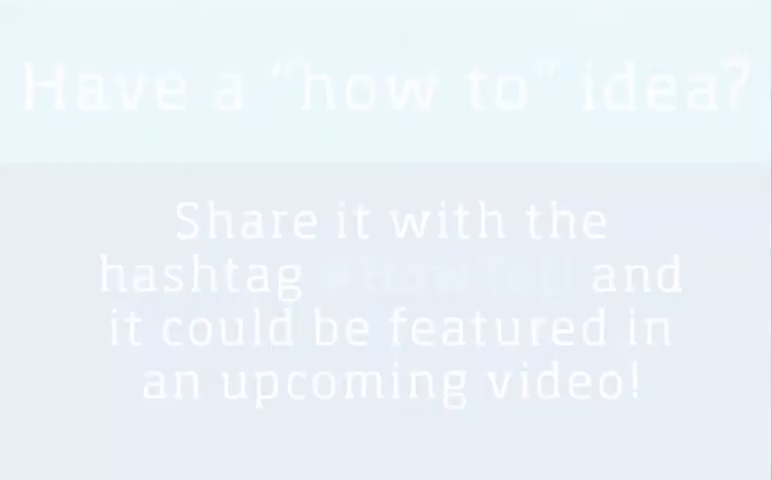 Have a "how to" idea?
Share it with the
hashtag and
it could be featured in
an upcoming video!